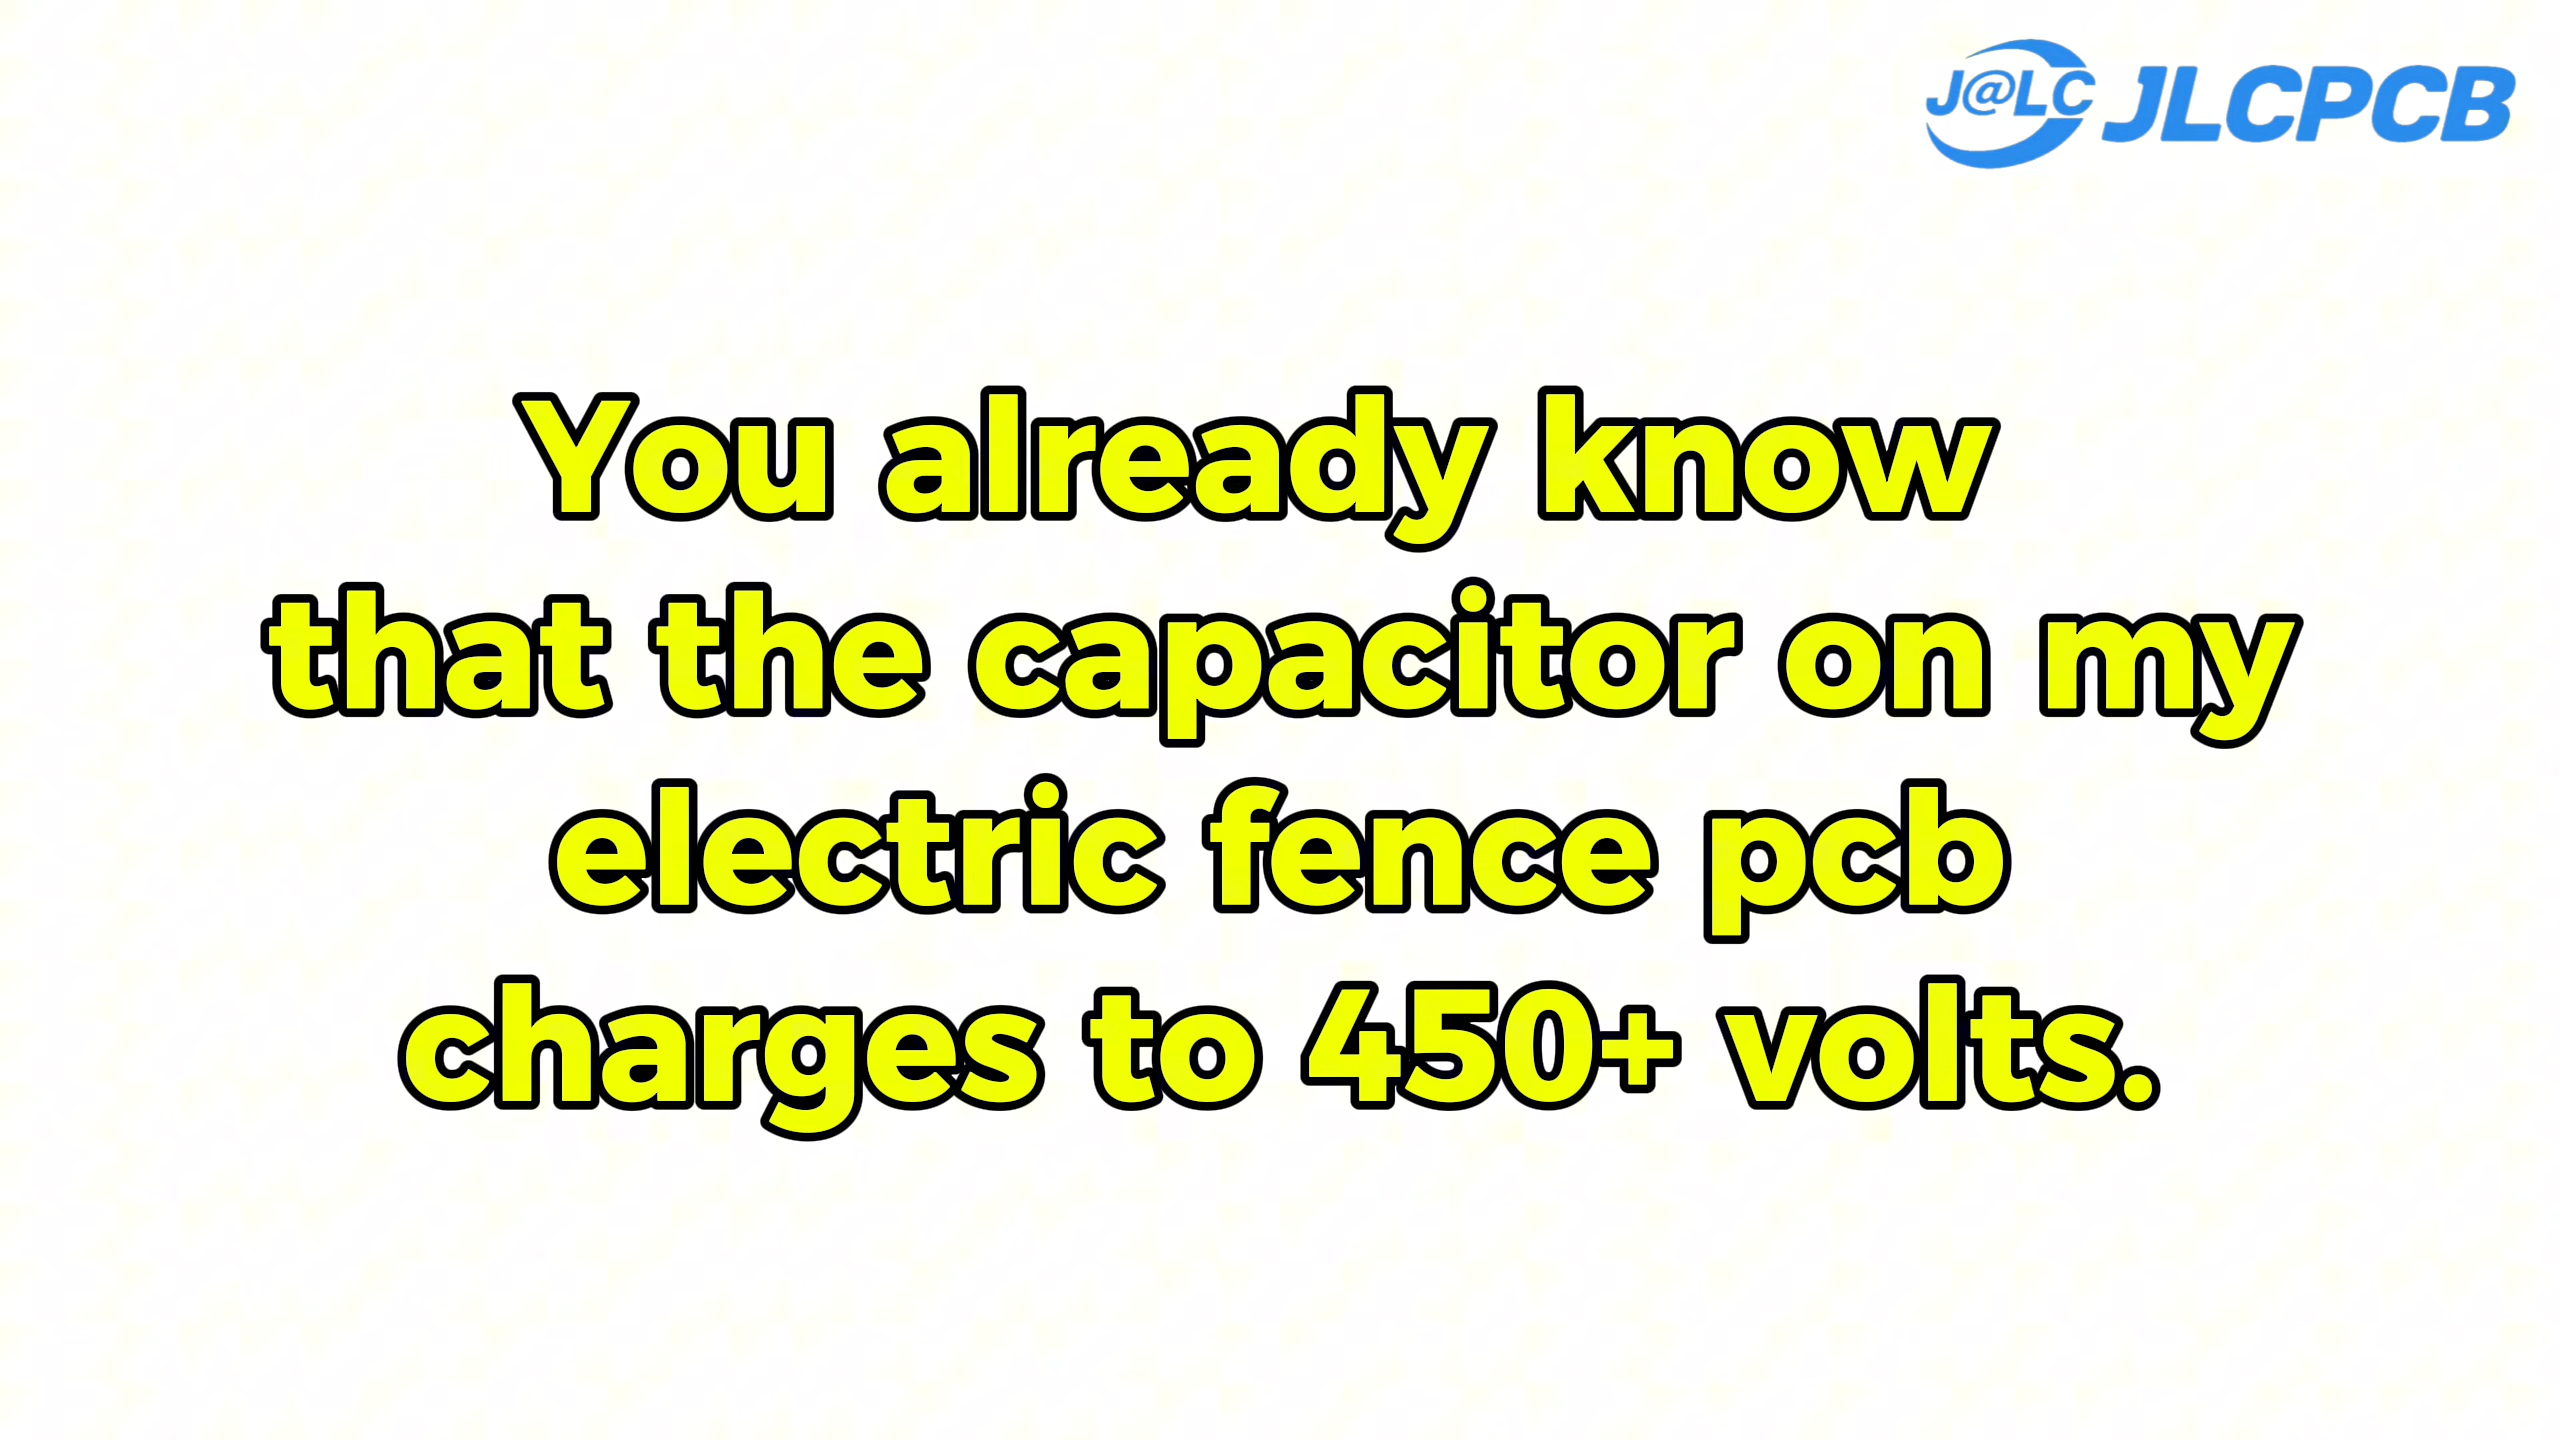 J@LC JLCPCB
You already know
that the capacitor on my
electric fence pcb
charges to 450+ volts.